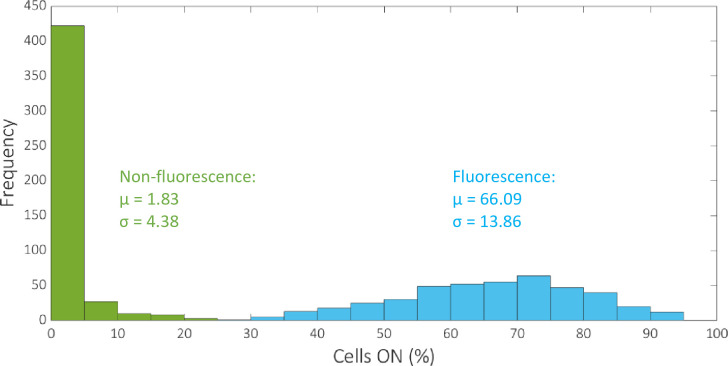 450
400
350
300
250
200
150
100
50
0
Frequency
Non-fluorescence:
μ = 1.83
σ = 4.38
Fluorescence:
μ = 66.09
σ = 13.86
0 10 20 30 40 50 60 70 80 90 100
Cells ON (%)